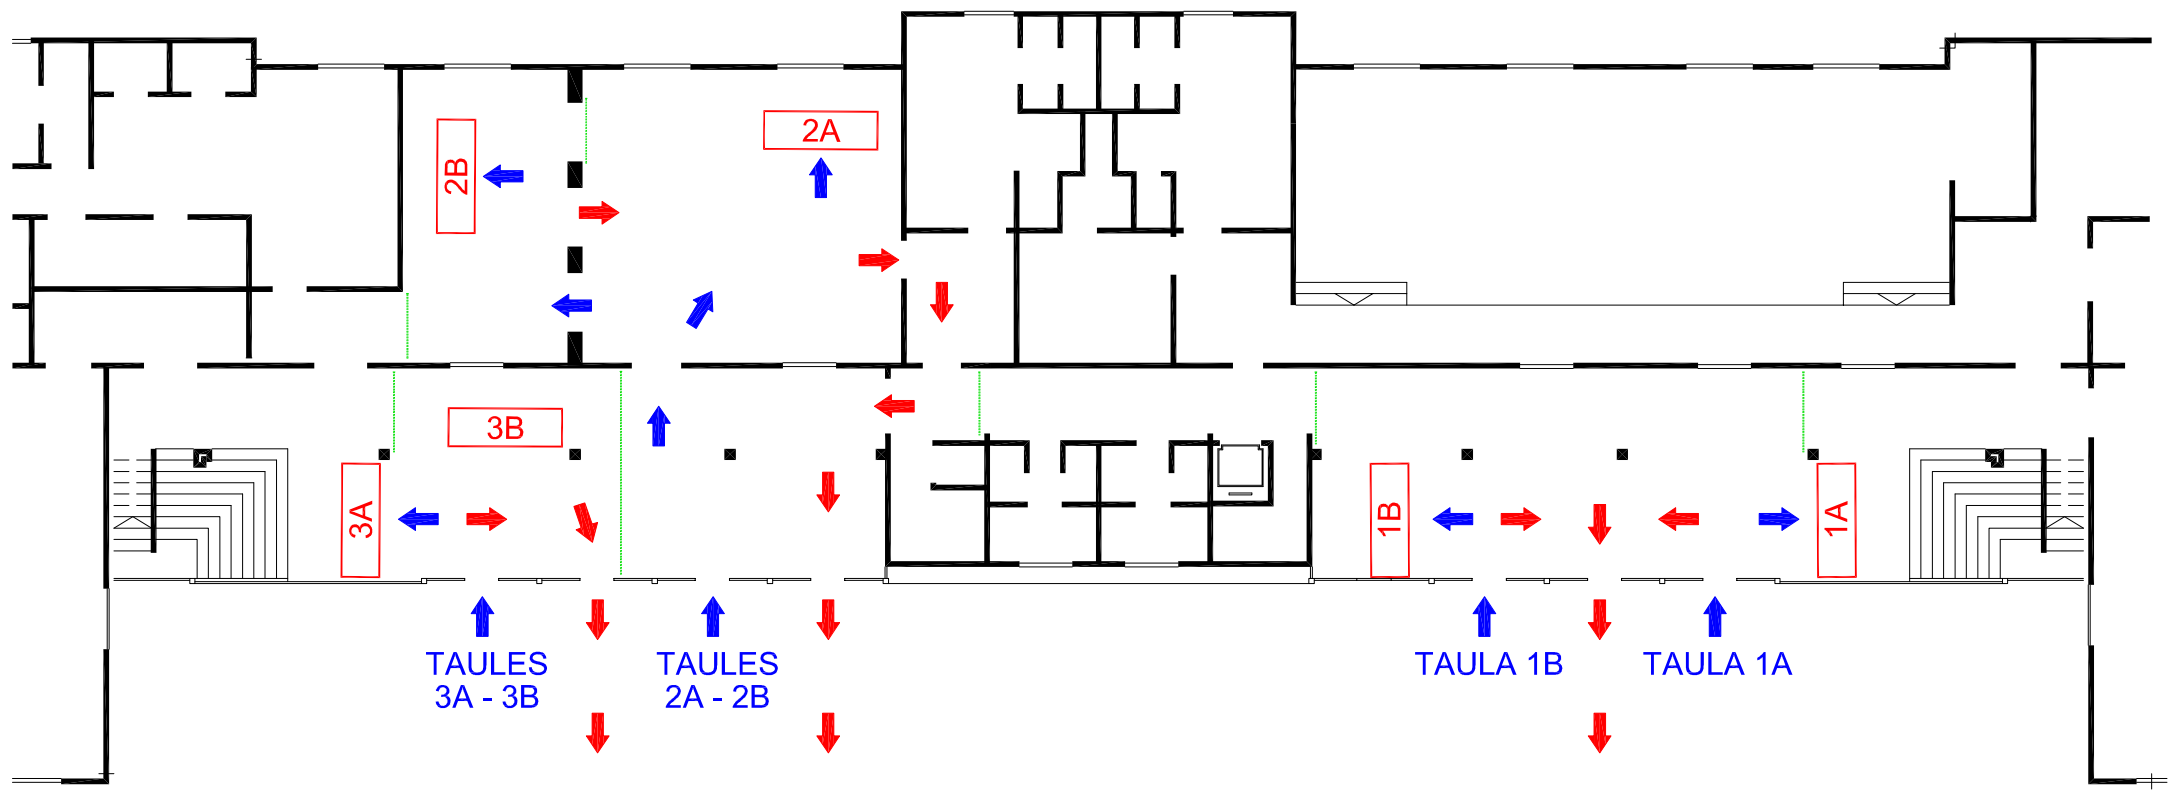 2A
2B
3B
3A
1B
1A
TAULES
3A - 3B
TAULES
2A - 2B
TAULA 1B
TAULA 1A